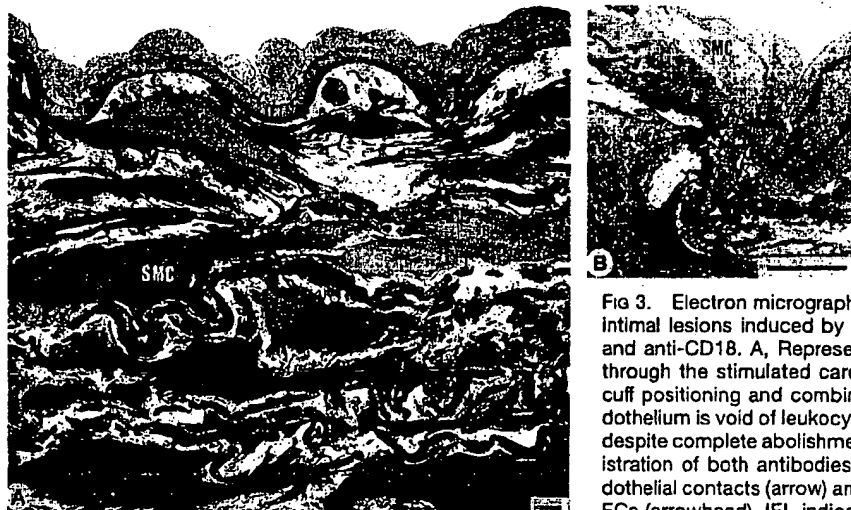 SMC
A
SMC
B
FIG 3. Electron micrograph
intimal lesions induced by
and anti-CD18. A, Represe
through the stimulated care
cuff positioning and combin
dothelium is void of leukocy
despite complete abolishme
istration of both antibodies
dothelial contacts (arrow) an
ECs (arrowhead). IEL indica